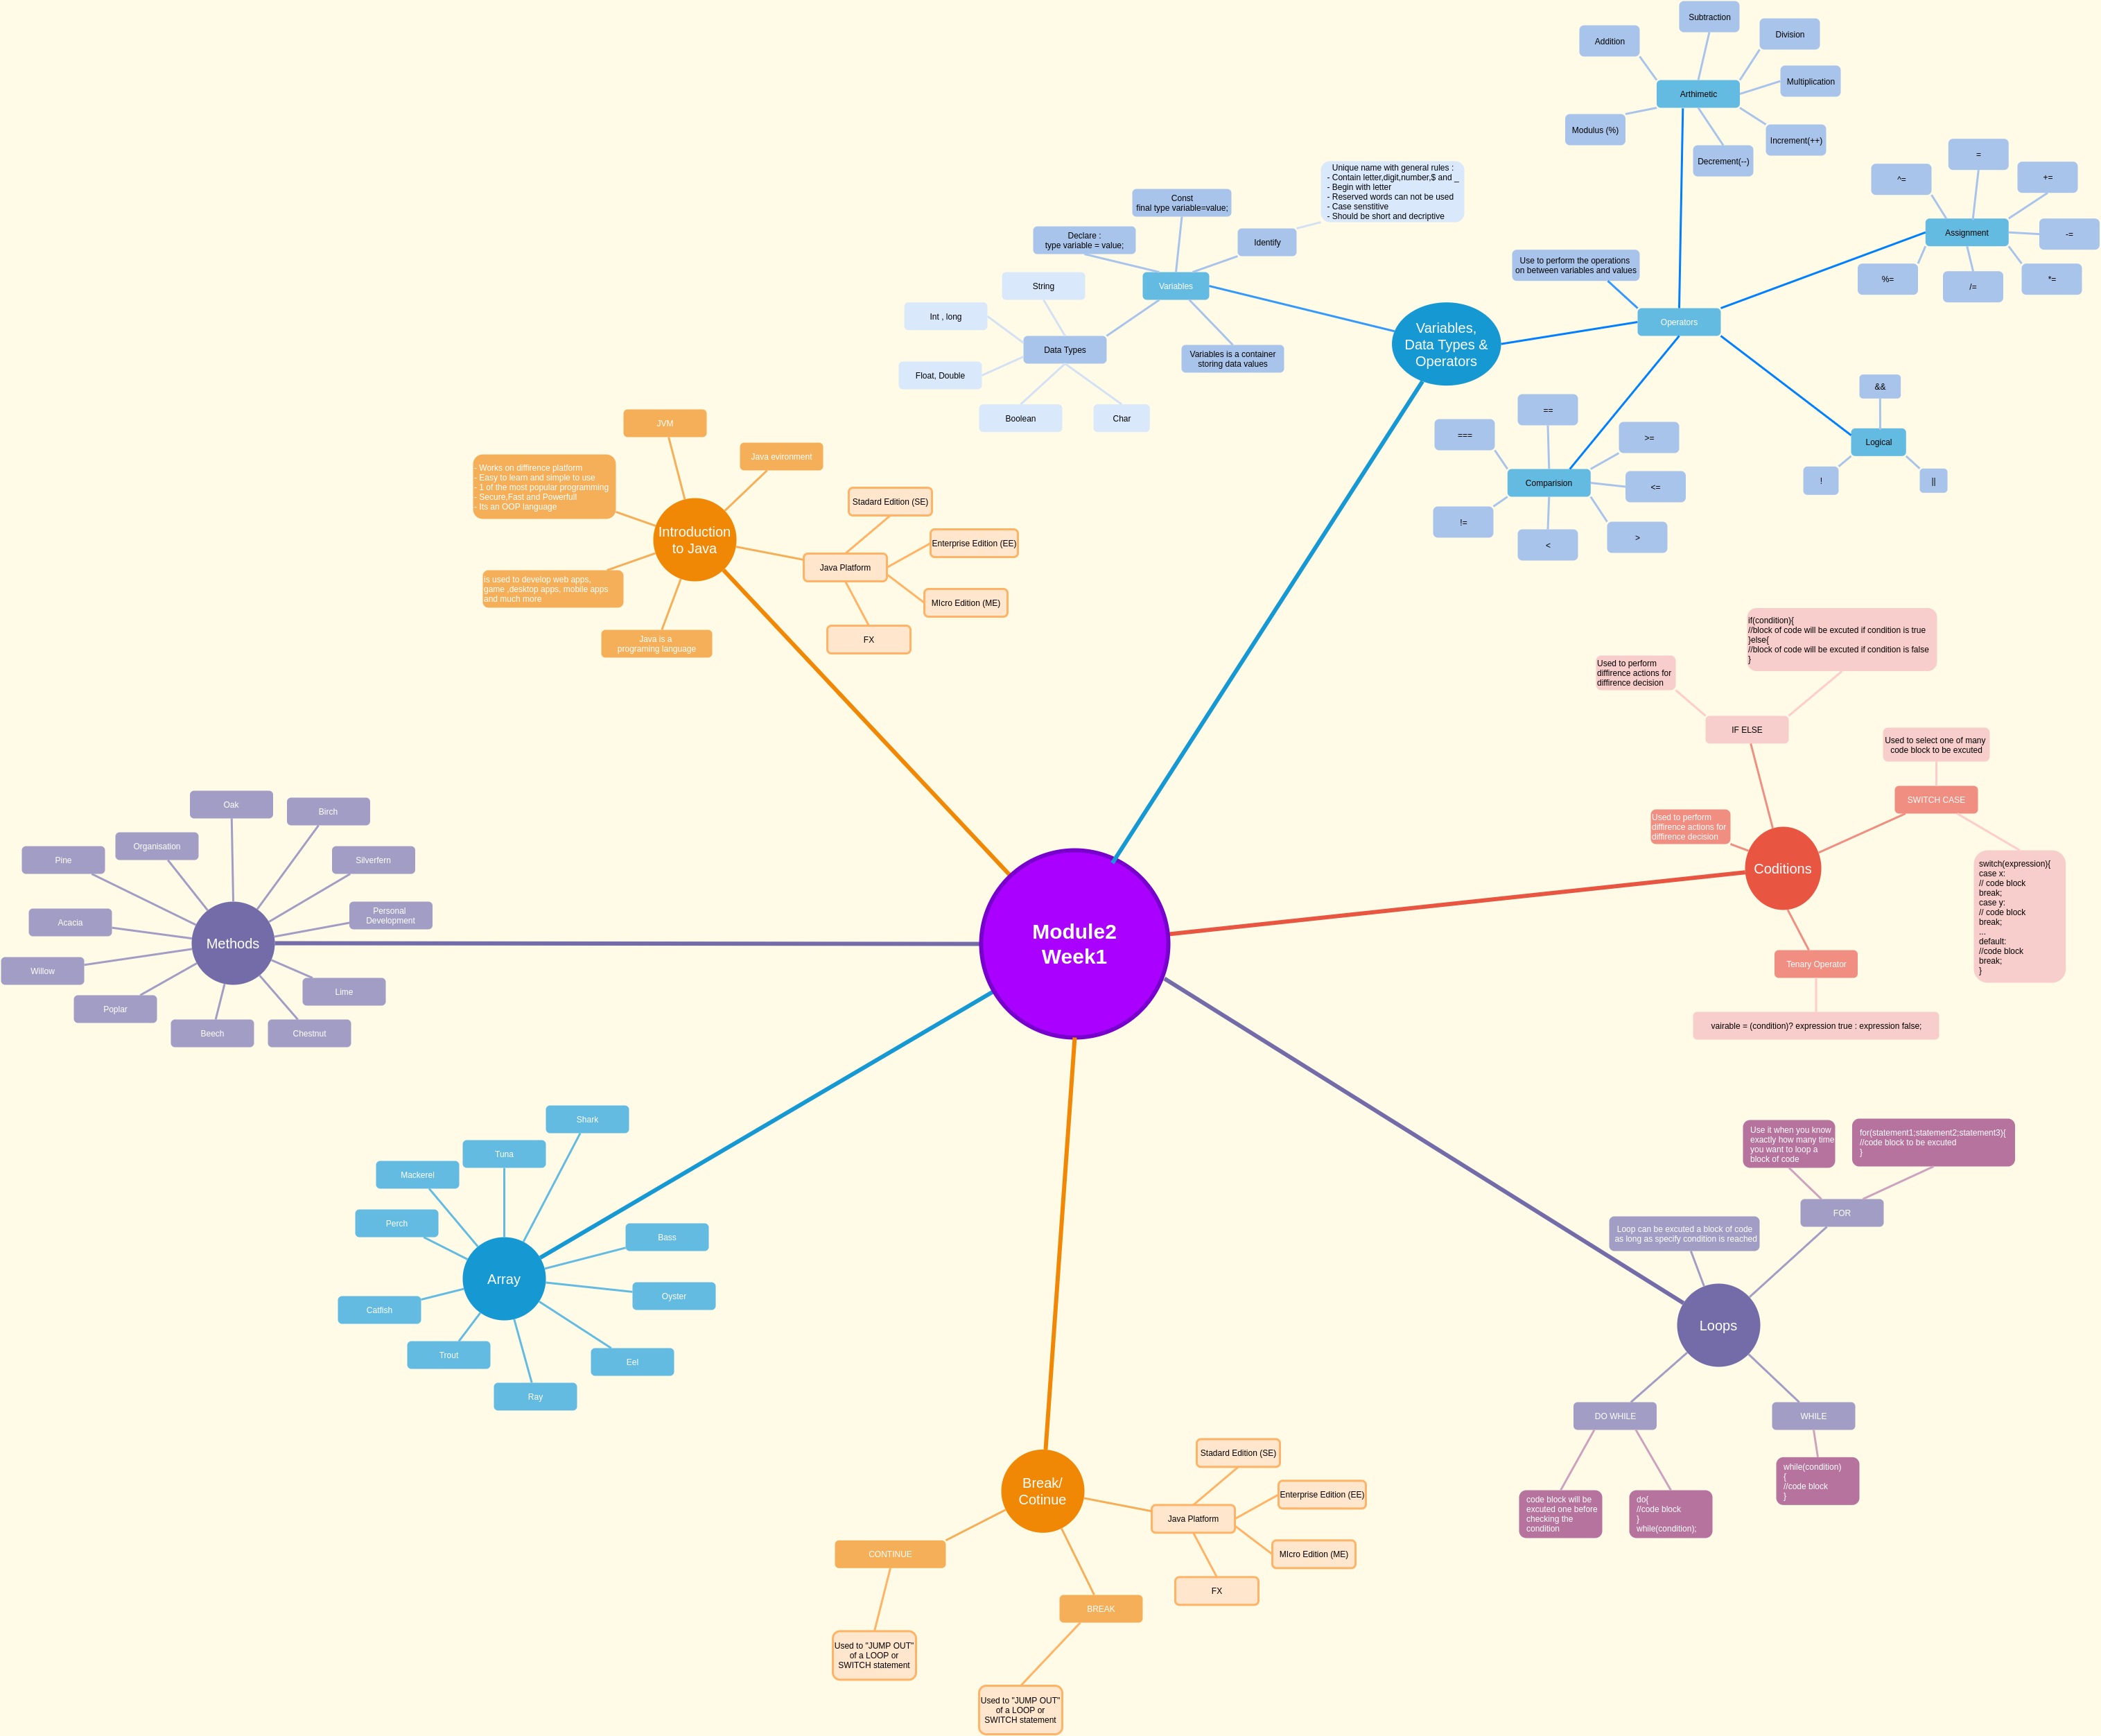 Module2
Week1
Introduction
to Java
JVM
Java evironment
- Works on diffirence platform
- Easy to learn and simple to use
- 1 of the most popular programming
- Secure,Fast and Powerfull
- Its an OOP language
is used to develop web apps,
game ,desktop apps, mobile apps
and much more
Java is a
programing language
Java Platform
Stadard Edition (SE)
Enterprise Edition (EE)
MIcro Edition (ME)
FX
Variables,
Data Types &
Operators
Variables
Declare :
type variable = value;
Const
final type variable=value;
Identify
Unique name with general rules :
- Contain letter,digit,number,$ and _
- Begin with letter
- Reserved words can not be used
- Case senstitive
- Should be short and decriptive
Variables is a container
storing data values
Data Types
String
Int , long
Float, Double
Boolean
Char
Operators
Use to perform the operations
on between variables and values
Arthimetic
Addition
Subtraction
Division
Multiplication
Increment(++)
Decrement(--)
Modulus (%)
Assignment
^=
=
+=
-=
*=
/=
%=
Logical
&&
!
||
Comparision
===
==
>=
<=
>
<
!=
Coditions
Used to perform
diffirence actions for
diffirence decision
IF ELSE
Used to perform
diffirence actions for
diffirence decision
if(condition){
//block of code will be excuted if condition is true
}else{
//block of code will be excuted if condition is false
}
SWITCH CASE
Used to select one of many
code block to be excuted
switch(expression){
case x:
// code block
break;
case y:
// code block
break;
...
default:
//code block
break;
}
Tenary Operator
vairable = (condition)? expression true : expression false;
Loops
Loop can be excuted a block of code
as long as specify condition is reached
FOR
Use it when you know
exactly how many time
you want to loop a
block of code
for(statement1;statement2;statement3){
//code block to be excuted
}
DO WHILE
code block will be
excuted one before
checking the
condition
do{
//code block
}
while(condition);
WHILE
while(condition)
{
//code block
}
Break/
Cotinue
Java Platform
Stadard Edition (SE)
Enterprise Edition (EE)
MIcro Edition (ME)
FX
CONTINUE
Used to "JUMP OUT"
of a LOOP or
SWITCH statement
BREAK
Used to "JUMP OUT"
of a LOOP or
SWITCH statement
Array
Shark
Tuna
Mackerel
Perch
Catfish
Trout
Ray
Eel
Oyster
Bass
Methods
Oak
Birch
Organisation
Pine
Silverfern
Personal
Development
Acacia
Willow
Poplar
Beech
Chestnut
Lime